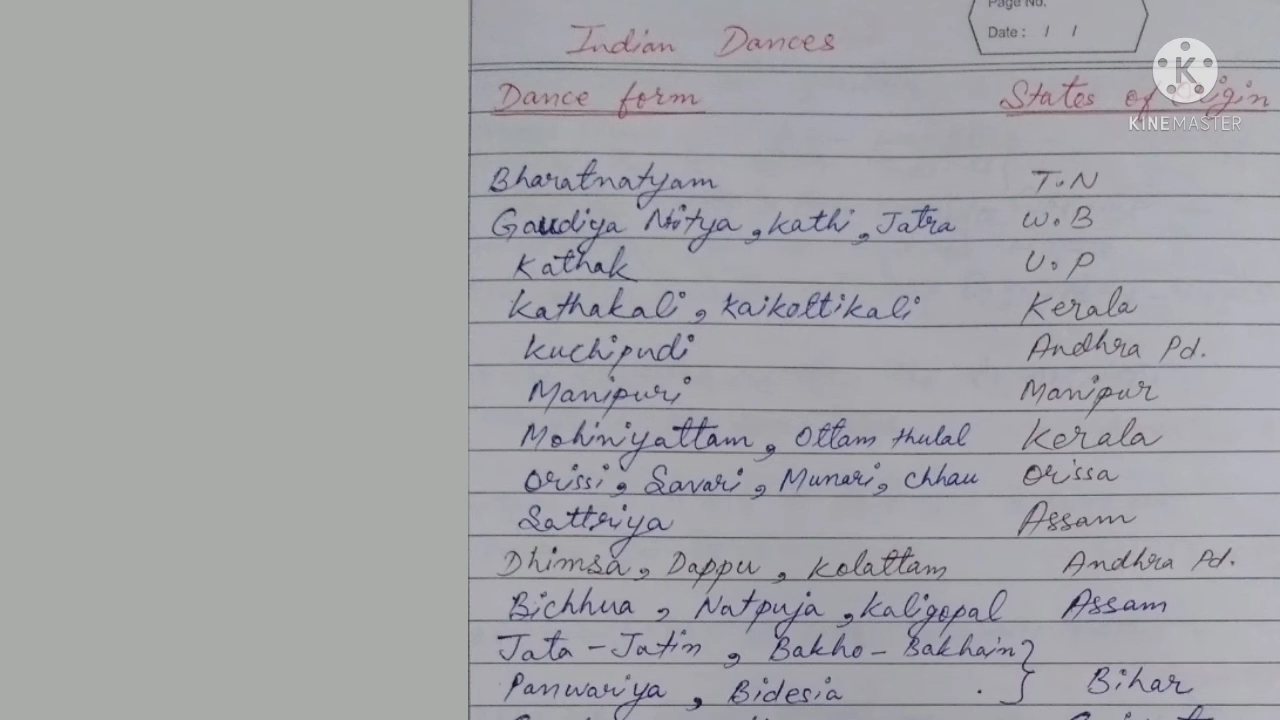 Page No.
Date: / /
Indian Dances
Dance form States of Origin
KINEMASTER
Bharatnatyam T.N
Gaudiya Nritya, Kathi, Jatra W.B
Kathak U.P
Kathakali, Kaikottikali Kerala
Kuchipudi Andhra Pd.
Manipuri Manipur
Mohiniyattam, Ottam thulal Kerala
Orissi, Savari, Munari, Chhau Orissa
Sattriya Assam
Dhimsa, Dappu, Kolattam Andhra Pd.
Bichhua, Natpuja, Kaligopal Assam
Jata-Jatin, Bakho-Bakhain }
Panwariya, Bidesia . } Bihar